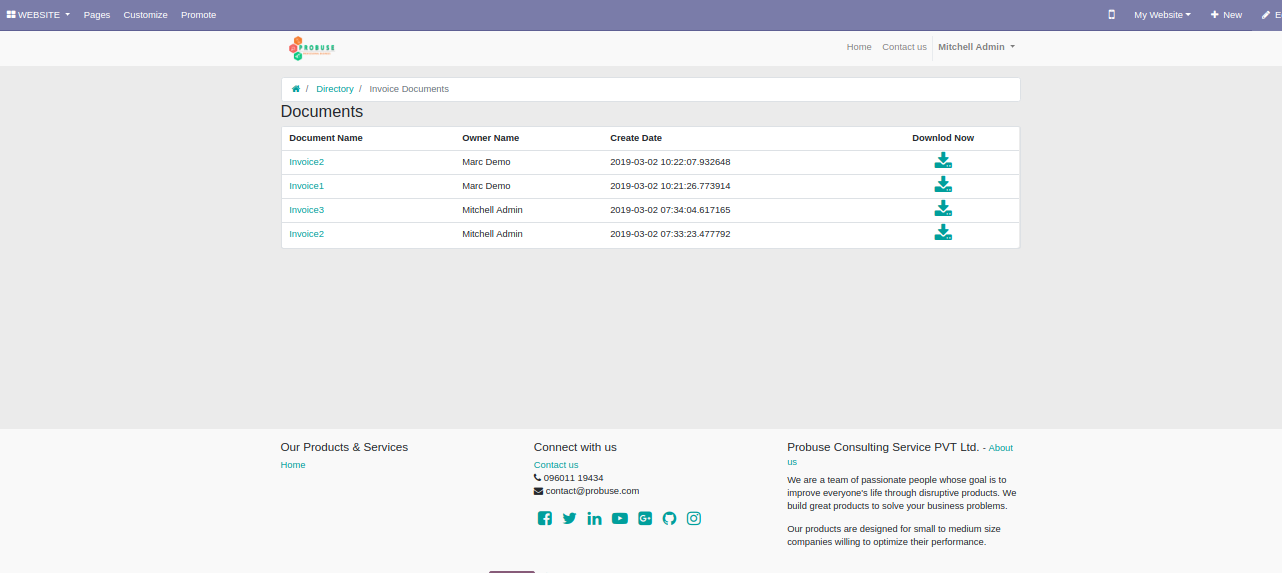 WEBSITE Pages Customize Promote My Website New E
PROBUSE Home Contact us Mitchell Admin
/ Directory / Invoice Documents
Documents
Document Name Owner Name Create Date Downlod Now
Invoice2 Marc Demo 2019-03-02 10:22:07.932648
Invoice1 Marc Demo 2019-03-02 10:21:26.773914
Invoice3 Mitchell Admin 2019-03-02 07:34:04.617165
Invoice2 Mitchell Admin 2019-03-02 07:33:23.477792
Our Products & Services
Home
Connect with us
Contact us
096011 19434
contact@probuse.com
Probuse Consulting Service PVT Ltd. - About
us
We are a team of passionate people whose goal is to
improve everyone's life through disruptive products. We
build great products to solve your business problems.
Our products are designed for small to medium size
companies willing to optimize their performance.